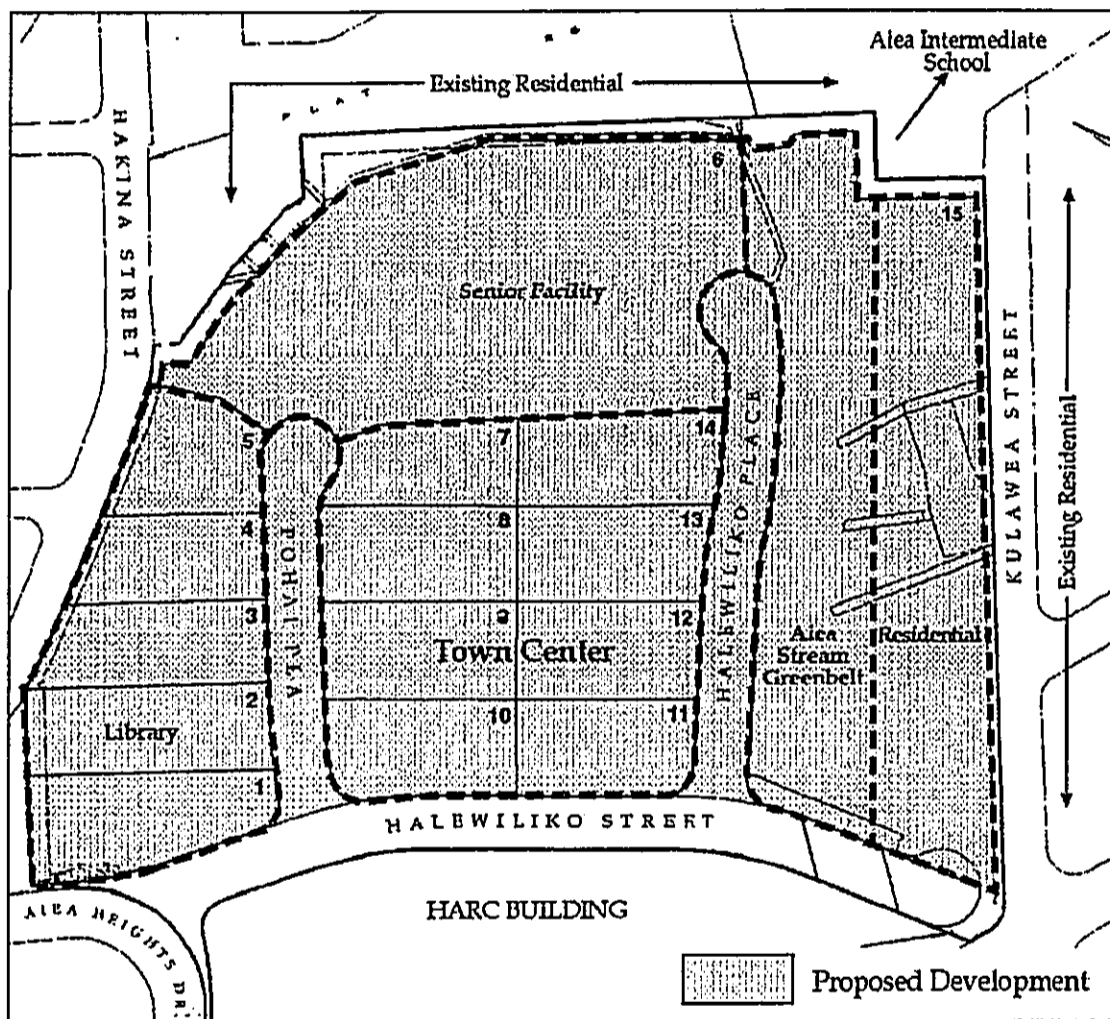 Aiea Intermediate
School
Existing Residential
F L A T
HAKINA STREET
6
15
Senior Facility
KULAWEA STREET
Existing Residential
5
7
14
HALEWILIKO PLACE
4
8
13
POHAI PLA
3
9
12
Town Center
Aiea
Stream
Greenbelt
Residential
2
Library
10
11
1
HALEWILIKO STREET
AIEA HEIGHTS DR.
HARC BUILDING
Proposed Development